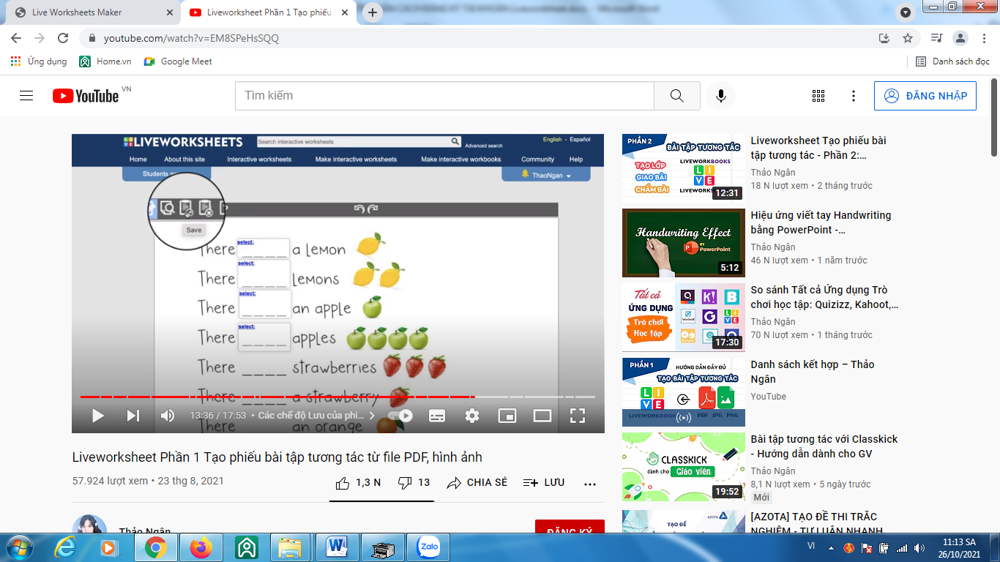 Live Worksheets Maker
Liveworksheet Phần 1 Tạo phiếu
youtube.com/watch?v=EM8SPeHsSQQ
Ứng dụng
Home.vn
Google Meet
Danh sách đọc
YouTube VN
Tìm kiếm
ĐĂNG NHẬP
LIVEWORKSHEETS
Search interactive worksheets
Advanced search
English - Español
Home
About this site
Interactive worksheets
Make interactive worksheets
Make interactive workbooks
Community
Help
Students
ThaoNgan
Save
There select: ____ a lemon
There select: ____ lemons
There select: ____ an apple
There select: ____ apples
There ____ strawberries
There ____ a strawberry
There ____ an orange
13:36 / 17:53 • Các chế độ Lưu của phi...
Liveworksheet Phần 1 Tạo phiếu bài tập tương tác từ file PDF, hình ảnh
57.924 lượt xem • 23 thg 8, 2021
1,3 N
13
CHIA SẺ
LƯU
Thảo Ngân
ĐĂNG KÝ
PHẦN 2
BÀI TẬP TƯƠNG TÁC
TẠO LỚP
GIAO BÀI
CHẤM BÀI
LIVEWORKBOOKS
LIVE
12:31
Liveworksheet Tạo phiếu bài
tập tương tác - Phần 2:...
Thảo Ngân
18 N lượt xem • 2 tháng trước
Handwriting Effect
BY PowerPoint
5:12
Hiệu ứng viết tay Handwriting
bằng PowerPoint -...
Thảo Ngân
46 N lượt xem • 1 năm trước
Tất cả
ỨNG DỤNG
Trò chơi
Học tập
17:30
So sánh Tất cả Ứng dụng Trò
chơi học tập: Quizizz, Kahoot,...
Thảo Ngân
70 N lượt xem • 1 tháng trước
PHẦN 1
HƯỚNG DẪN ĐẦY ĐỦ
TẠO BÀI TẬP TƯƠNG TÁC
LIVE
PDF JPG PNG
Danh sách kết hợp – Thảo
Ngân
YouTube
CLASSKICK
dành cho Giáo viên
19:52
Bài tập tương tác với Classkick
- Hướng dẫn dành cho GV
Thảo Ngân
8,1 N lượt xem • 5 ngày trước
Mới
TẠO ĐỀ
AZOTA
[AZOTA] TẠO ĐỀ THI TRẮC
NGHIỆM - TỰ LUẬN NHANH
Zalo
VI
11:13 SA
26/10/2021